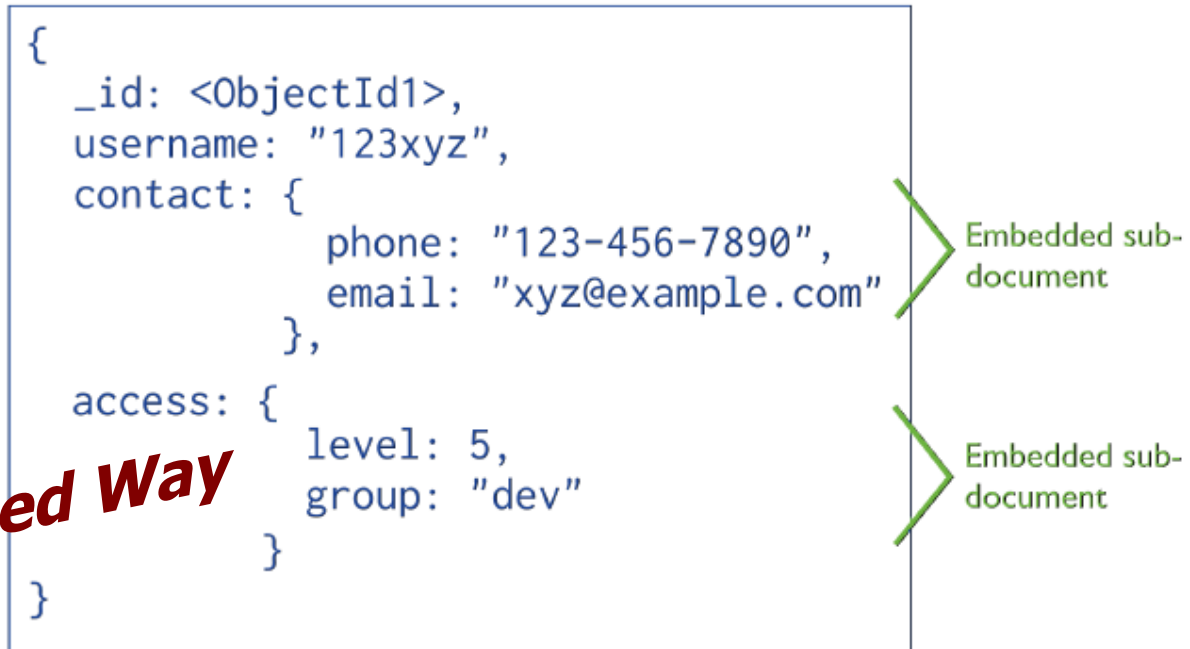 {
_id: <ObjectId1>,
username: "123xyz",
contact: {
phone: "123-456-7890",
email: "xyz@example.com"
},
access: {
level: 5,
group: "dev"
}
}
Embedded sub-
document
Embedded sub-
document
Way